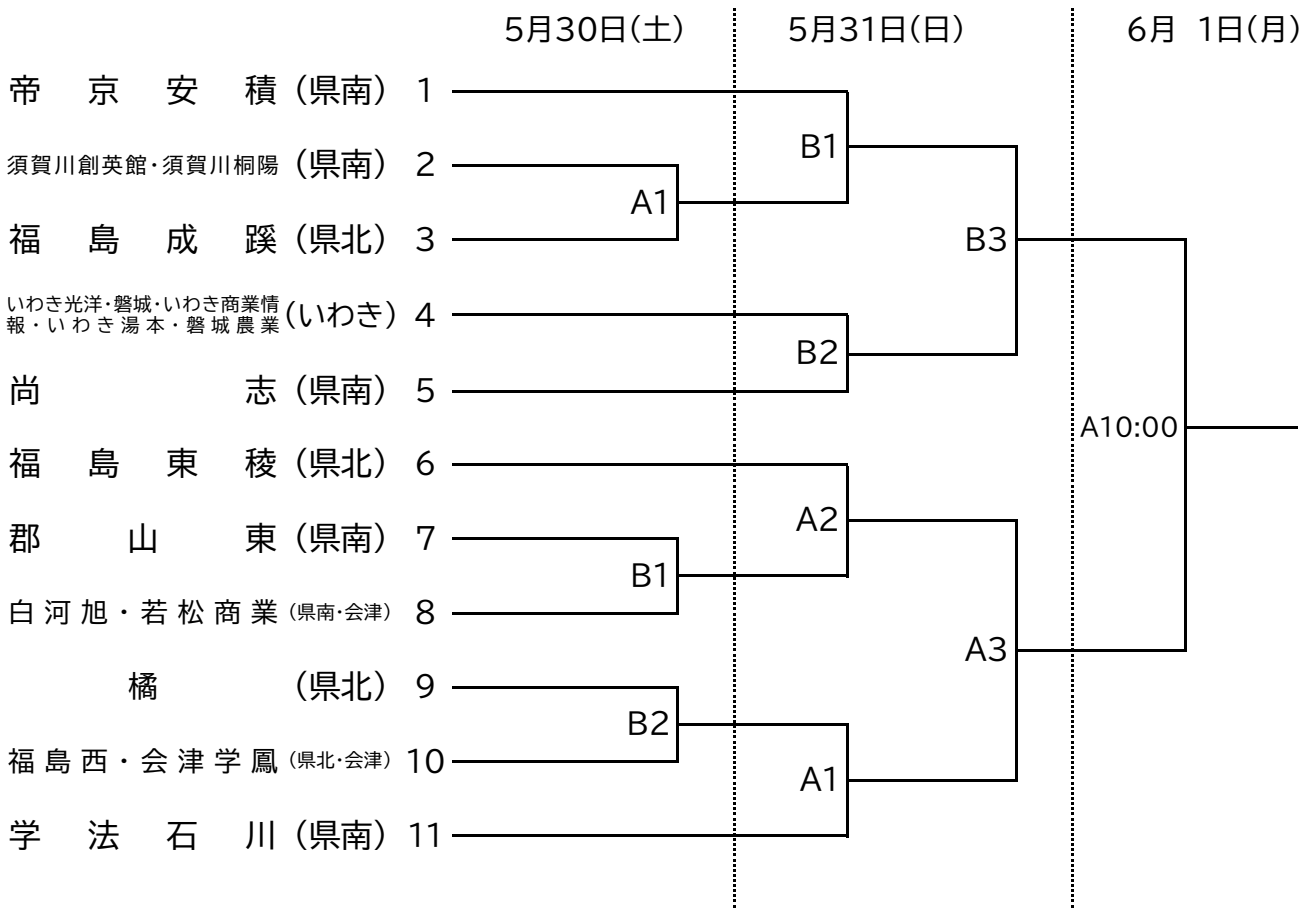 5月30日(土) 5月31日(日) 6月 1日(月)
帝京安積 (県南) 1
B1
須賀川創英館・須賀川桐陽 (県南) 2
A1
福島成蹊 (県北) 3
B3
いわき光洋・磐城・いわき商業情
報・いわき湯本・磐城農業 (いわき) 4
B2
尚志 (県南) 5
A10:00
福島東稜 (県北) 6
A2
郡山東 (県南) 7
B1
白河旭・若松商業 (県南・会津) 8
A3
橘 (県北) 9
B2
福島西・会津学鳳 (県北・会津) 10
A1
学法石川 (県南) 11